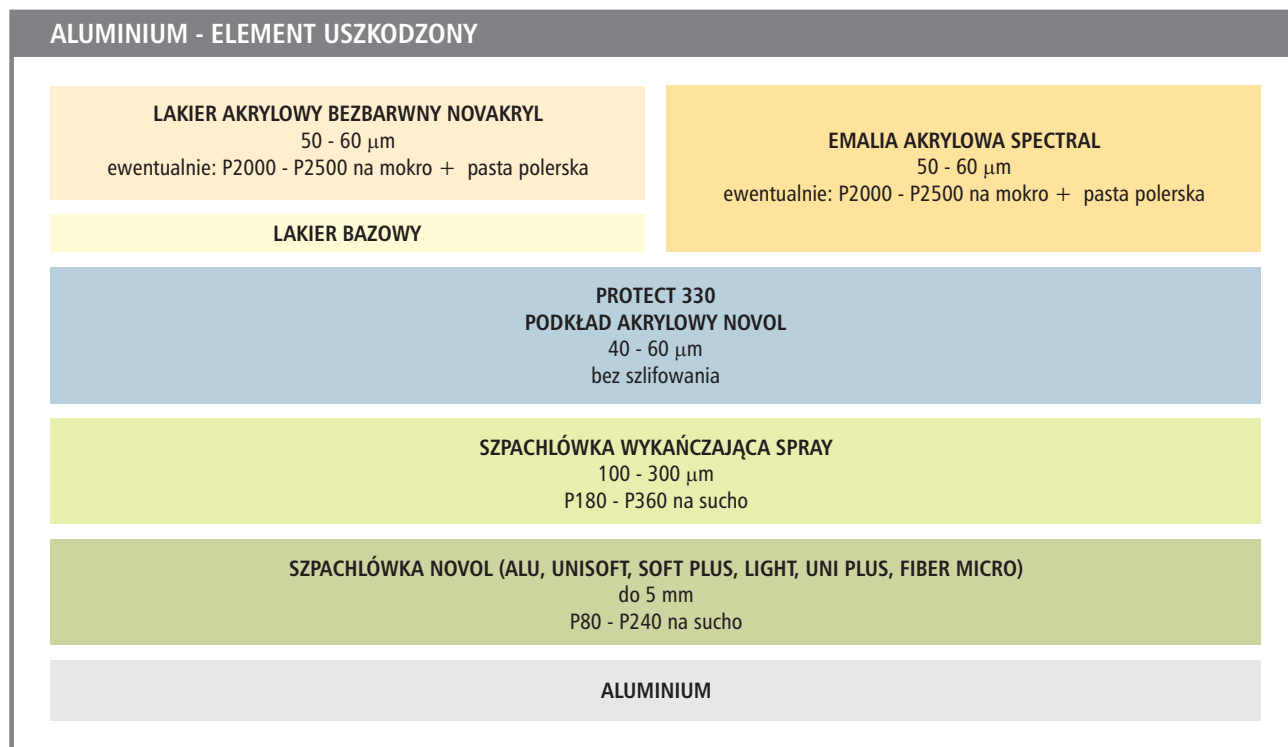 ALUMINIUM - ELEMENT USZKODZONY
LAKIER AKRYLOWY BEZBARWNY NOVAKRYL
50 - 60 μm
ewentualnie: P2000 - P2500 na mokro + pasta polerska
LAKIER BAZOWY
EMALIA AKRYLOWA SPECTRAL
50 - 60 μm
ewentualnie: P2000 - P2500 na mokro + pasta polerska
PROTECT 330
PODKŁAD AKRYLOWY NOVOL
40 - 60 μm
bez szlifowania
SZPACHLÓWKA WYKAŃCZAJĄCA SPRAY
100 - 300 μm
P180 - P360 na sucho
SZPACHLÓWKA NOVOL (ALU, UNISOFT, SOFT PLUS, LIGHT, UNI PLUS, FIBER MICRO)
do 5 mm
P80 - P240 na sucho
ALUMINIUM